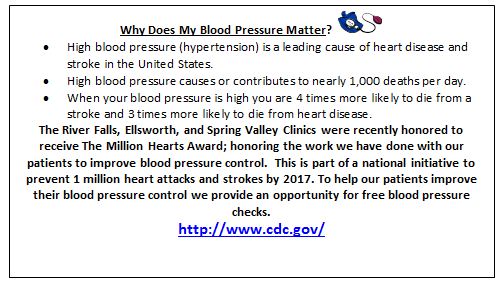 Why Does My Blood Pressure Matter?
• High blood pressure (hypertension) is a leading cause of heart disease and
stroke in the United States.
• High blood pressure causes or contributes to nearly 1,000 deaths per day.
• When your blood pressure is high you are 4 times more likely to die from a
stroke and 3 times more likely to die from heart disease.
The River Falls, Ellsworth, and Spring Valley Clinics were recently honored to
receive The Million Hearts Award; honoring the work we have done with our
patients to improve blood pressure control.  This is part of a national initiative to
prevent 1 million heart attacks and strokes by 2017. To help our patients improve
their blood pressure control we provide an opportunity for free blood pressure
checks.
http://www.cdc.gov/